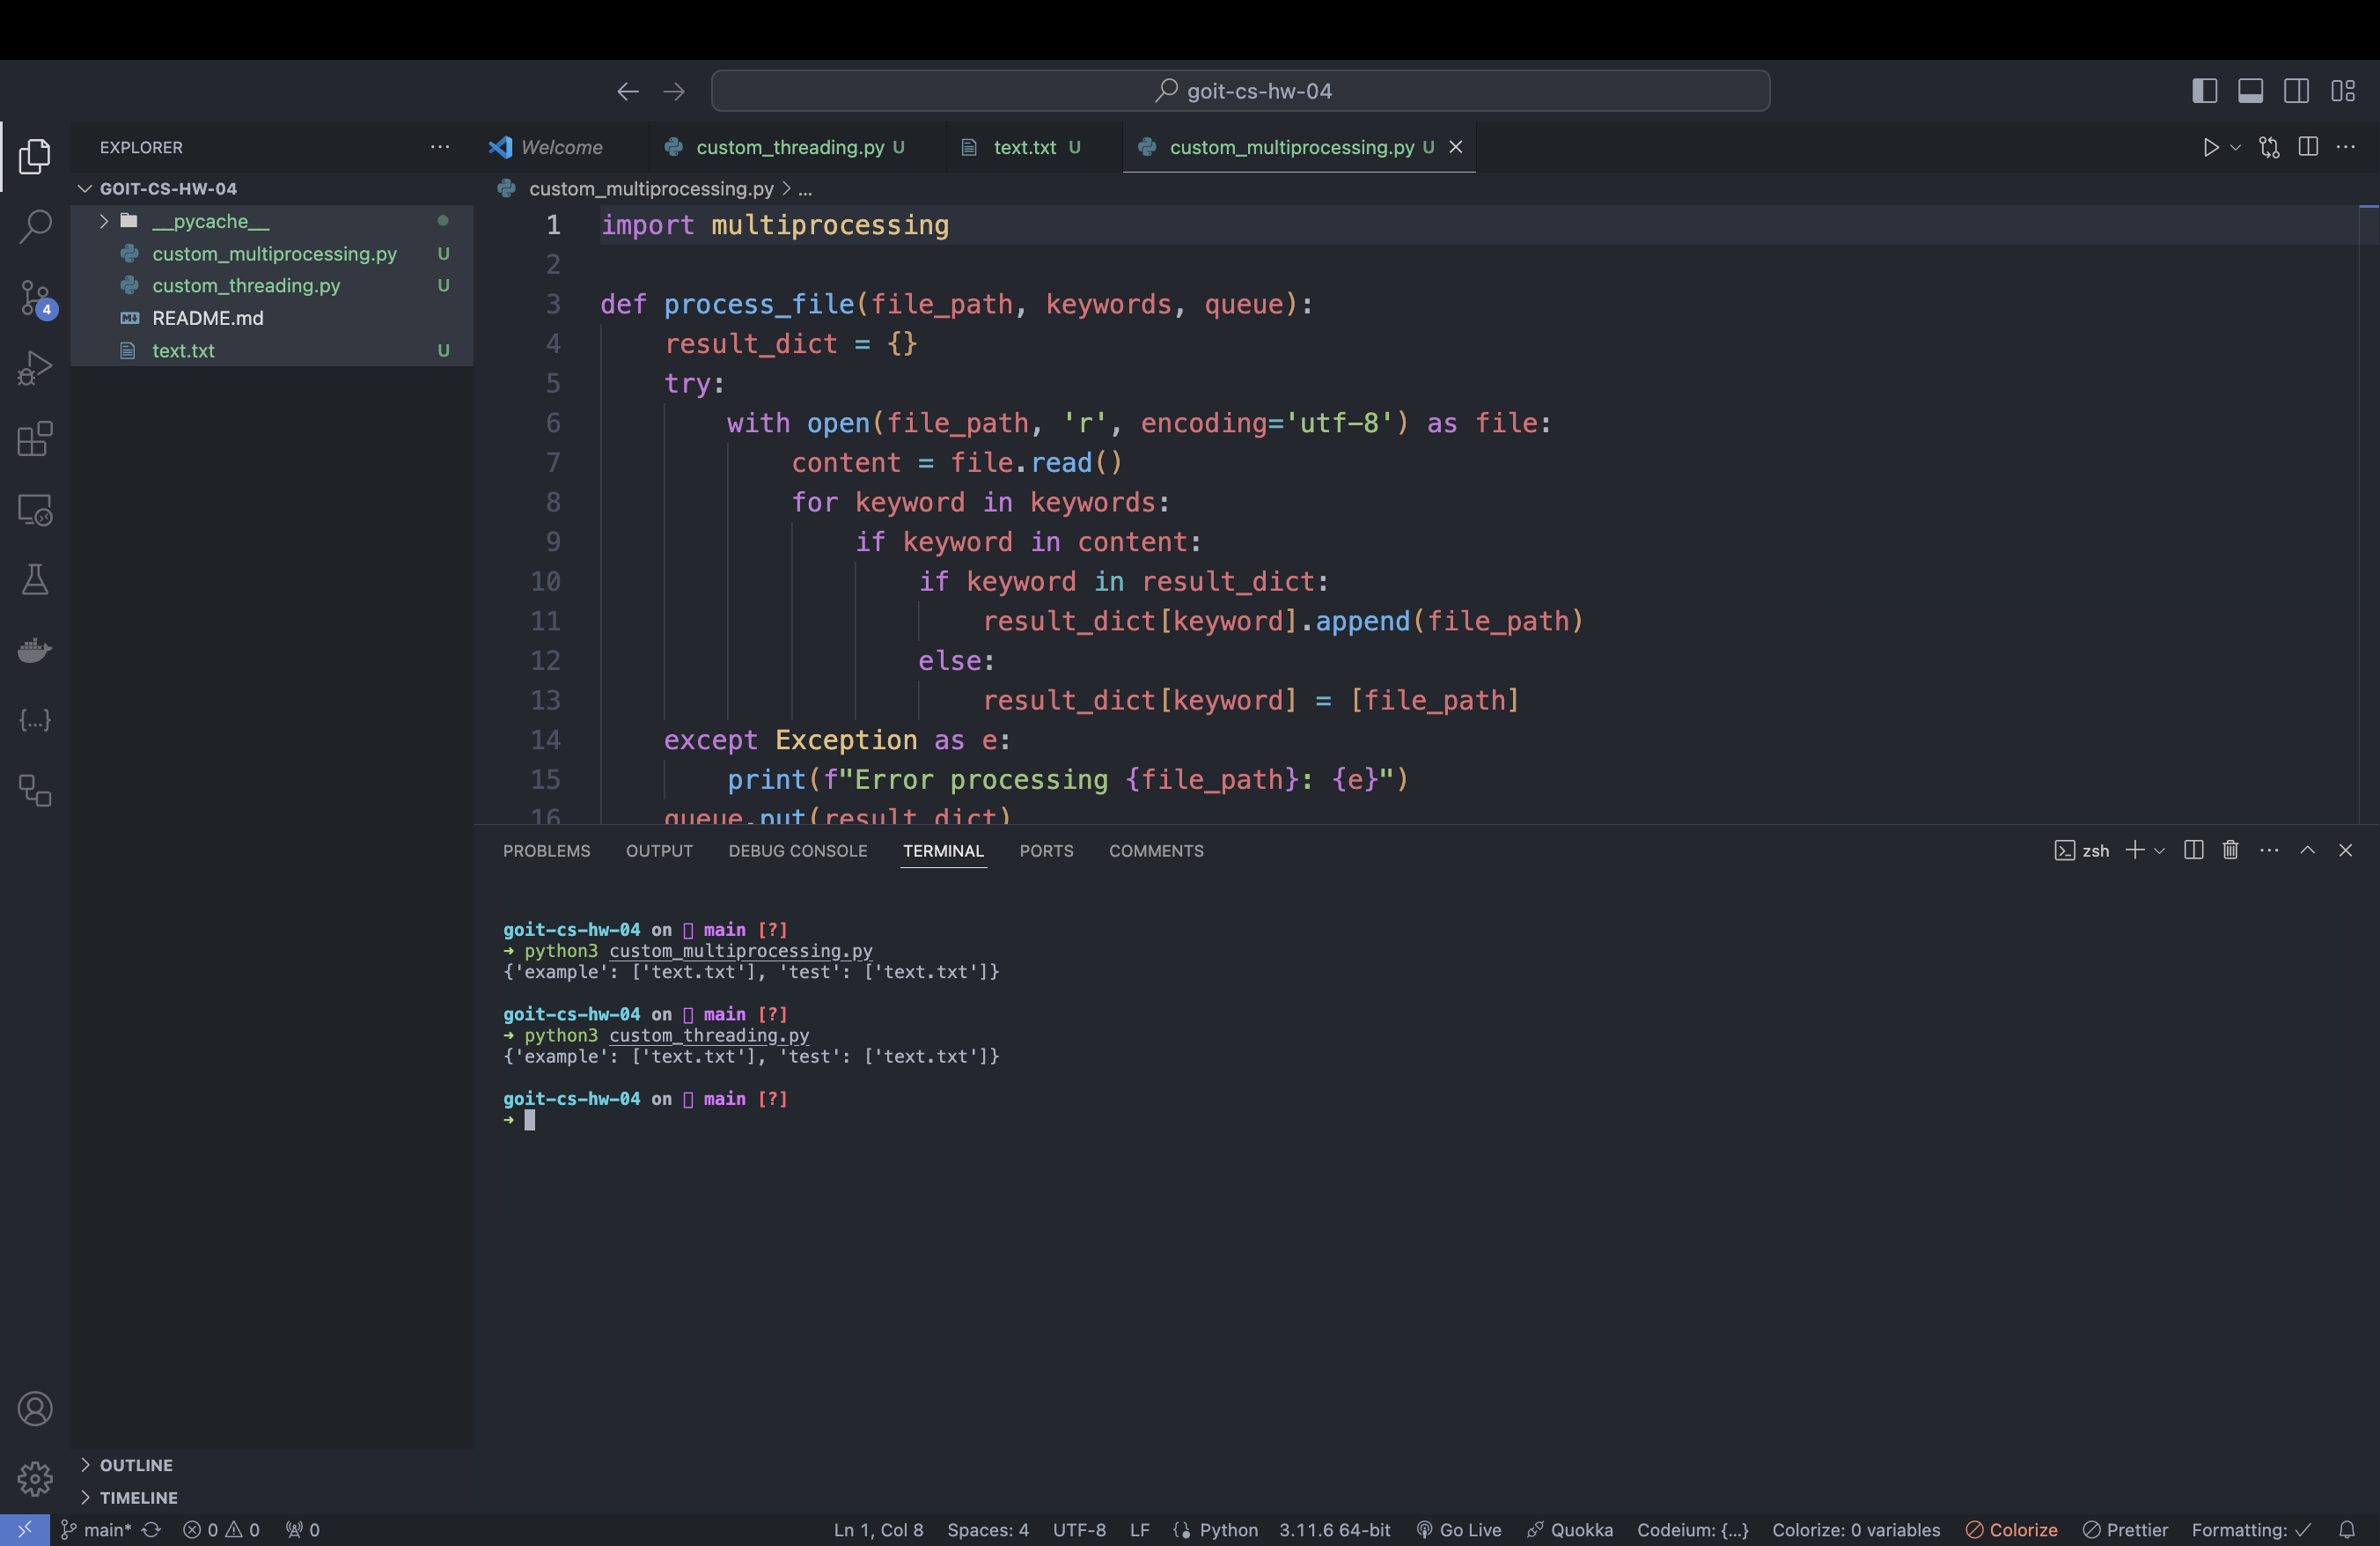 goit-cs-hw-04
EXPLORER
Welcome
custom_threading.py U
text.txt U
custom_multiprocessing.py U
GOIT-CS-HW-04
__pycache__
custom_multiprocessing.py U
custom_threading.py U
README.md
text.txt U
4
custom_multiprocessing.py > ...
1 import multiprocessing
2
3 def process_file(file_path, keywords, queue):
4 result_dict = {}
5 try:
6 with open(file_path, 'r', encoding='utf-8') as file:
7 content = file.read()
8 for keyword in keywords:
9 if keyword in content:
10 if keyword in result_dict:
11 result_dict[keyword].append(file_path)
12 else:
13 result_dict[keyword] = [file_path]
14 except Exception as e:
15 print(f"Error processing {file_path}: {e}")
16 queue.put(result_dict)
PROBLEMS OUTPUT DEBUG CONSOLE TERMINAL PORTS COMMENTS
zsh
goit-cs-hw-04 on main [?]
→ python3 custom_multiprocessing.py
{'example': ['text.txt'], 'test': ['text.txt']}
goit-cs-hw-04 on main [?]
→ python3 custom_threading.py
{'example': ['text.txt'], 'test': ['text.txt']}
goit-cs-hw-04 on main [?]
→
OUTLINE
TIMELINE
main* 0 0 0 Ln 1, Col 8 Spaces: 4 UTF-8 LF Python 3.11.6 64-bit Go Live Quokka Codeium: {...} Colorize: 0 variables Colorize Prettier Formatting: ✓